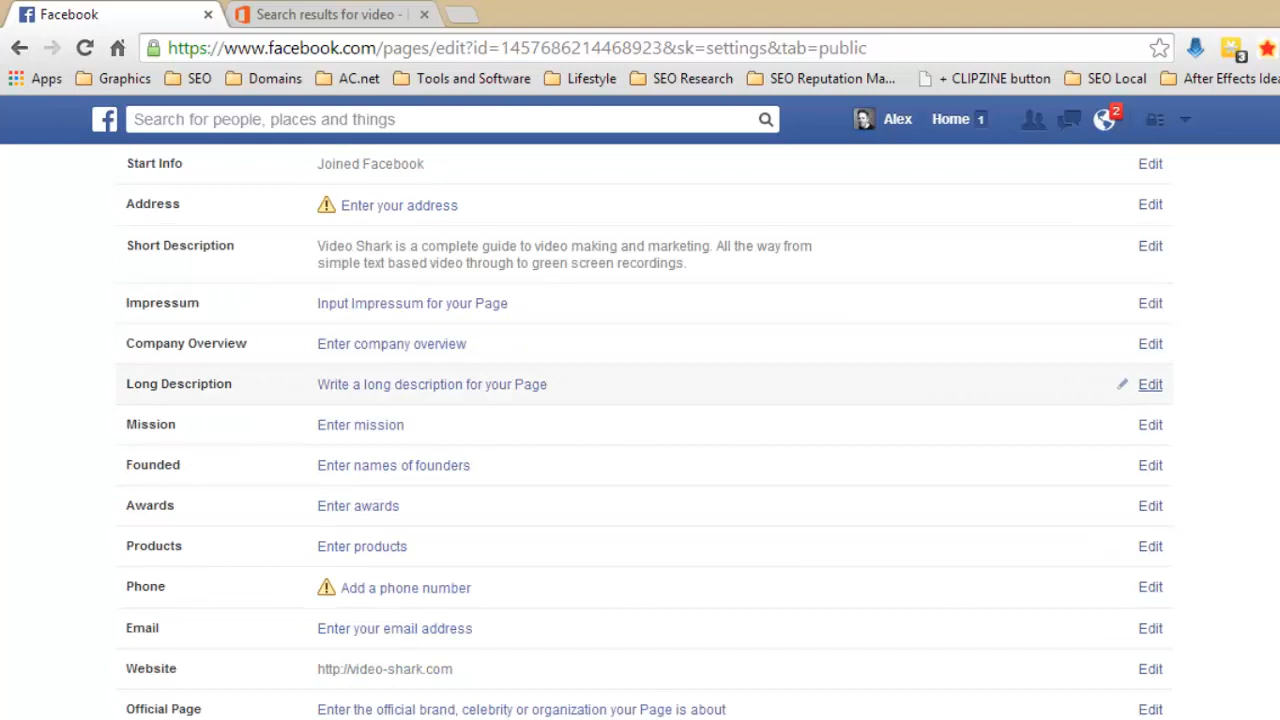 Facebook
Search results for video -
https://www.facebook.com/pages/edit?id=1457686214468923&sk=settings&tab=public
Apps Graphics SEO Domains AC.net Tools and Software Lifestyle SEO Research SEO Reputation Ma... + CLIPZINE button SEO Local After Effects Idea
3
Search for people, places and things
Alex Home 1 2
Start Info Joined Facebook Edit
Address Enter your address Edit
Short Description Video Shark is a complete guide to video making and marketing. All the way from Edit
simple text based video through to green screen recordings.
Impressum Input Impressum for your Page Edit
Company Overview Enter company overview Edit
Long Description Write a long description for your Page Edit
Mission Enter mission Edit
Founded Enter names of founders Edit
Awards Enter awards Edit
Products Enter products Edit
Phone Add a phone number Edit
Email Enter your email address Edit
Website http://video-shark.com Edit
Official Page Enter the official brand, celebrity or organization your Page is about Edit